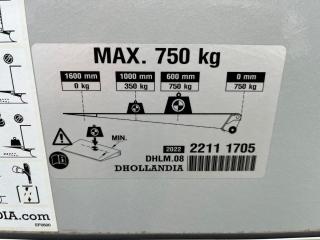 MAX. 750 kg
1600 mm
0 kg
1000 mm
350 kg
600 mm
750 kg
0 mm
750 kg
MIN.
2022 2211 1705
DHLM.08
DHOLLANDIA
DIA.com